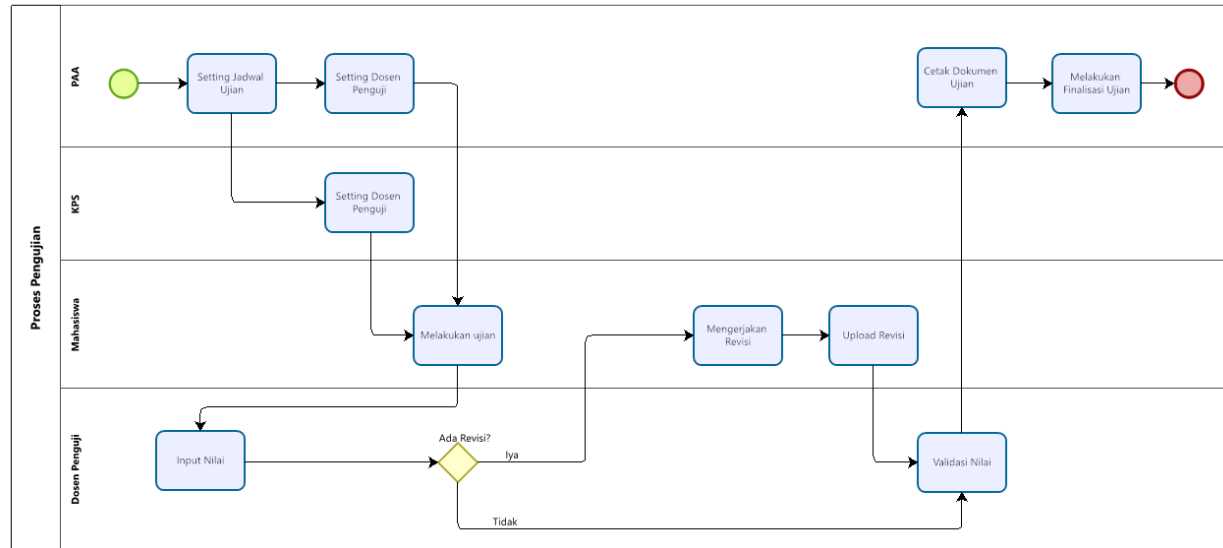 Proses Pengujian
PAA
Setting Jadwal
Ujian
Setting Dosen
Penguji
Cetak Dokumen
Ujian
Melakukan
Finalisasi Ujian
KPS
Setting Dosen
Penguji
Mahasiswa
Melakukan ujian
Mengerjakan
Revisi
Upload Revisi
Dosen Penguji
Input Nilai
Ada Revisi?
Iya
Tidak
Validasi Nilai